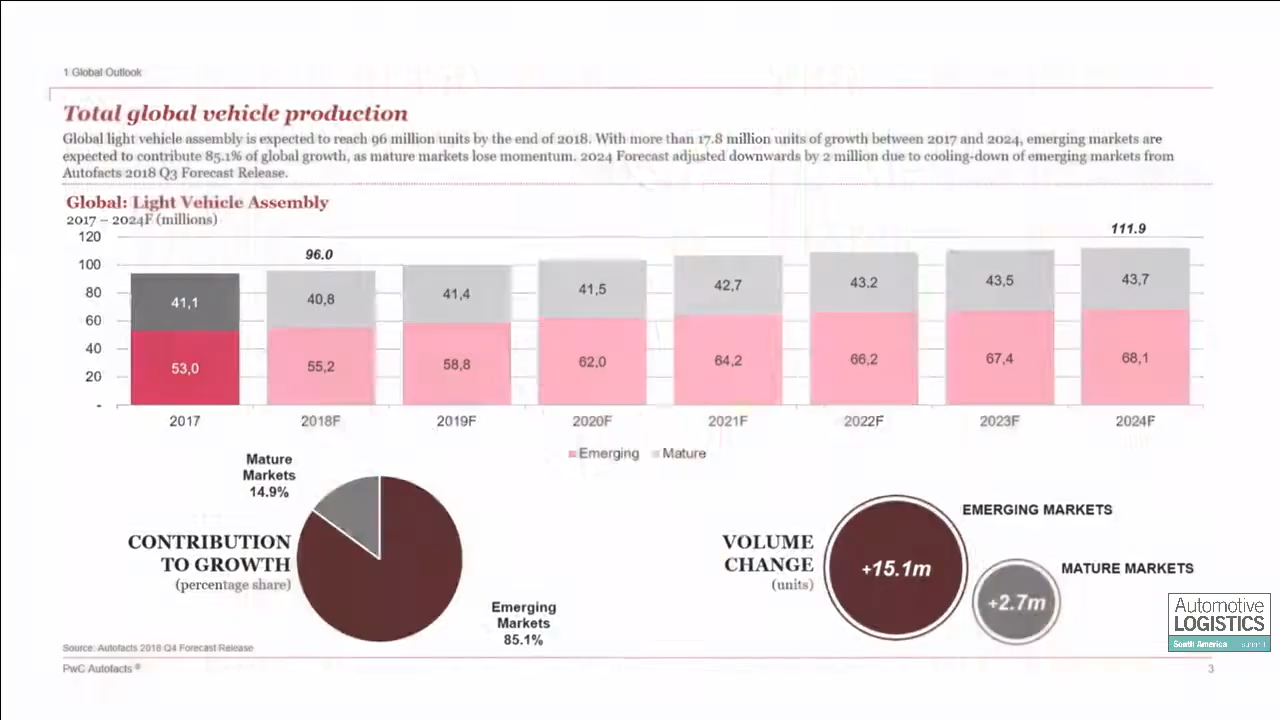 1 Global Outlook
Total global vehicle production
Global light vehicle assembly is expected to reach 96 million units by the end of 2018. With more than 17.8 million units of growth between 2017 and 2024, emerging markets are
expected to contribute 85.1% of global growth, as mature markets lose momentum. 2024 Forecast adjusted downwards by 2 million due to cooling-down of emerging markets from
Autofacts 2018 Q3 Forecast Release.
Global: Light Vehicle Assembly
2017 – 2024F (millions)
111.9
120
96.0
100
80
60
40
20
-
41,1
40,8
41,4
41,5
42,7
43.2
43,5
43,7
53,0
55,2
58,8
62,0
64,2
66,2
67,4
68,1
2017
2018F
2019F
2020F
2021F
2022F
2023F
2024F
Emerging
Mature
Mature
Markets
14.9%
CONTRIBUTION
TO GROWTH
(percentage share)
Emerging
Markets
85.1%
VOLUME
CHANGE
(units)
EMERGING MARKETS
+15.1m
MATURE MARKETS
+2.7m
Automotive
LOGISTICS
South America summit
Source: Autofacts 2018 Q4 Forecast Release
PwC Autofacts ®
3